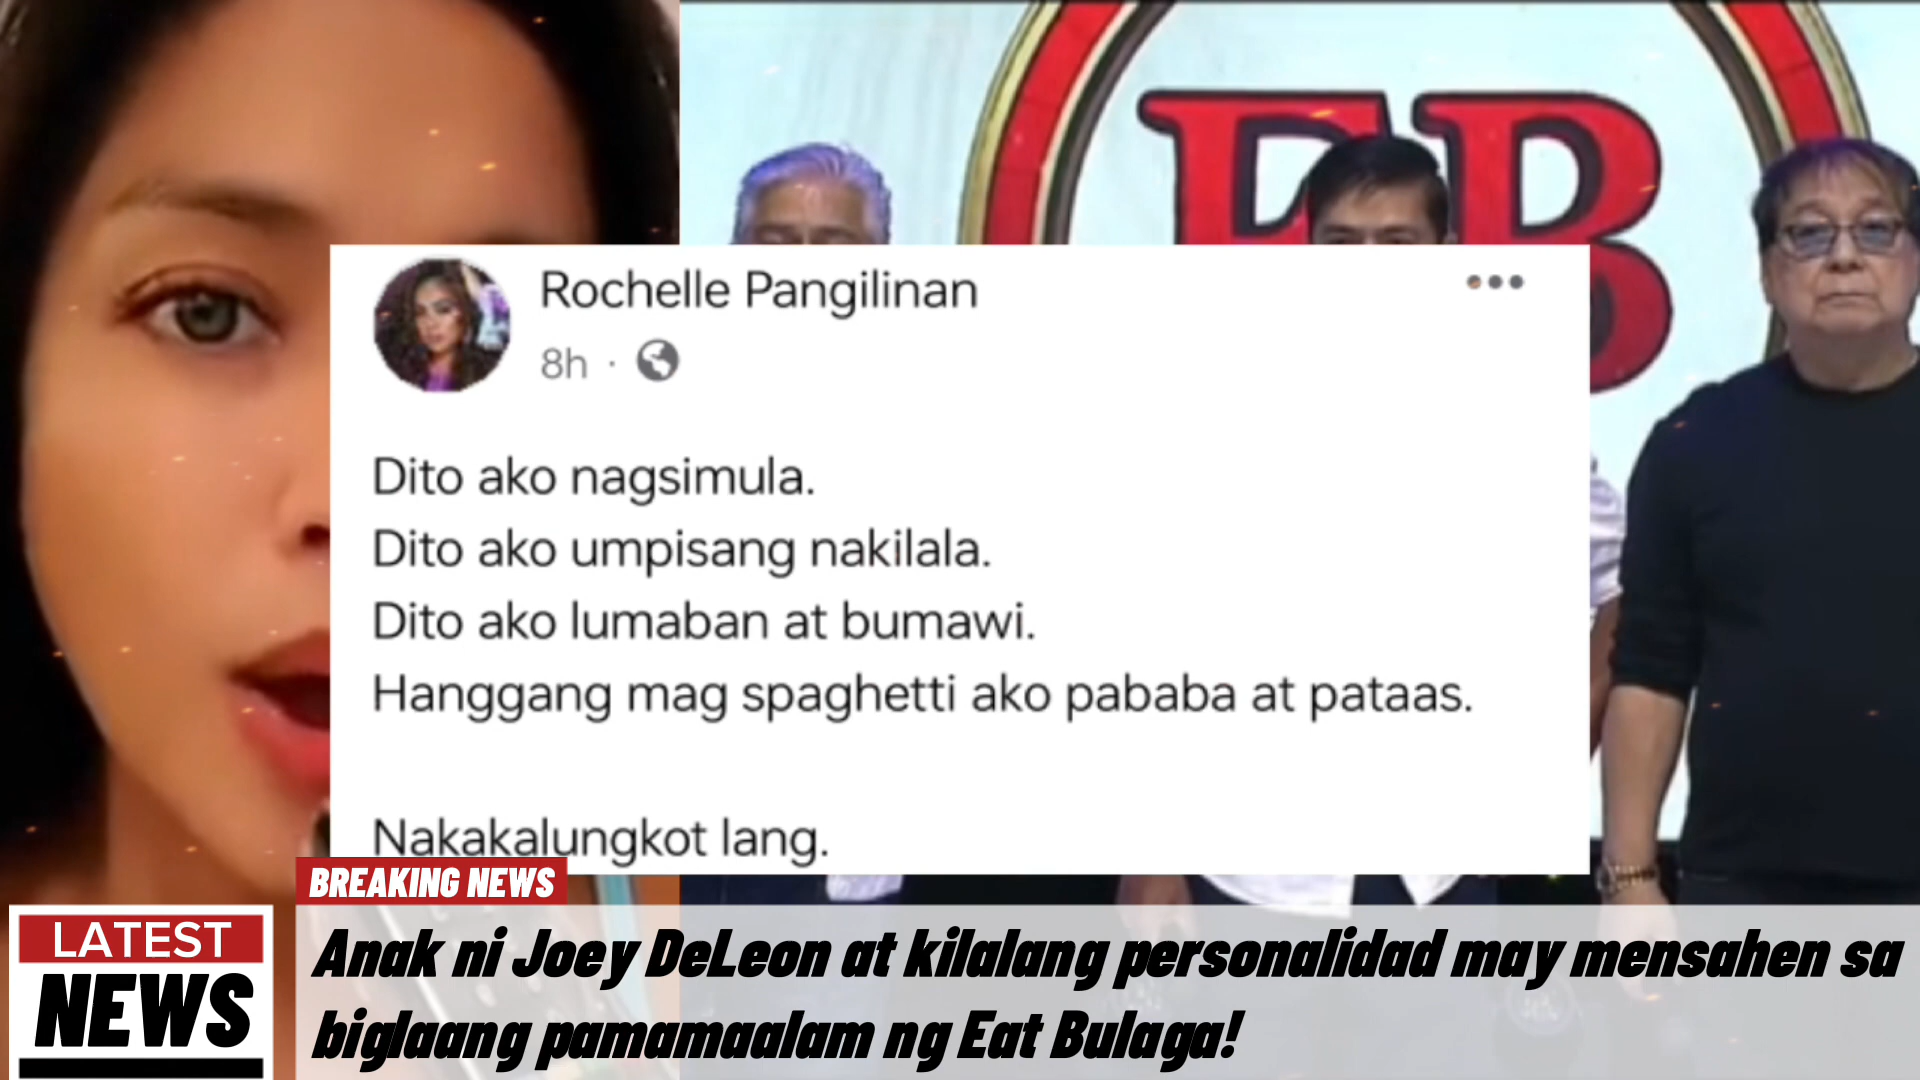 EB
Rochelle Pangilinan
8h
Dito ako nagsimula.
Dito ako umpisang nakilala.
Dito ako lumaban at bumawi.
Hanggang mag spaghetti ako pababa at pataas.
Nakakalungkot lang.
BREAKING NEWS
LATEST
NEWS
Anak ni Joey DeLeon at kilalang personalidad may mensahen sa
biglaang pamamaalam ng Eat Bulaga!